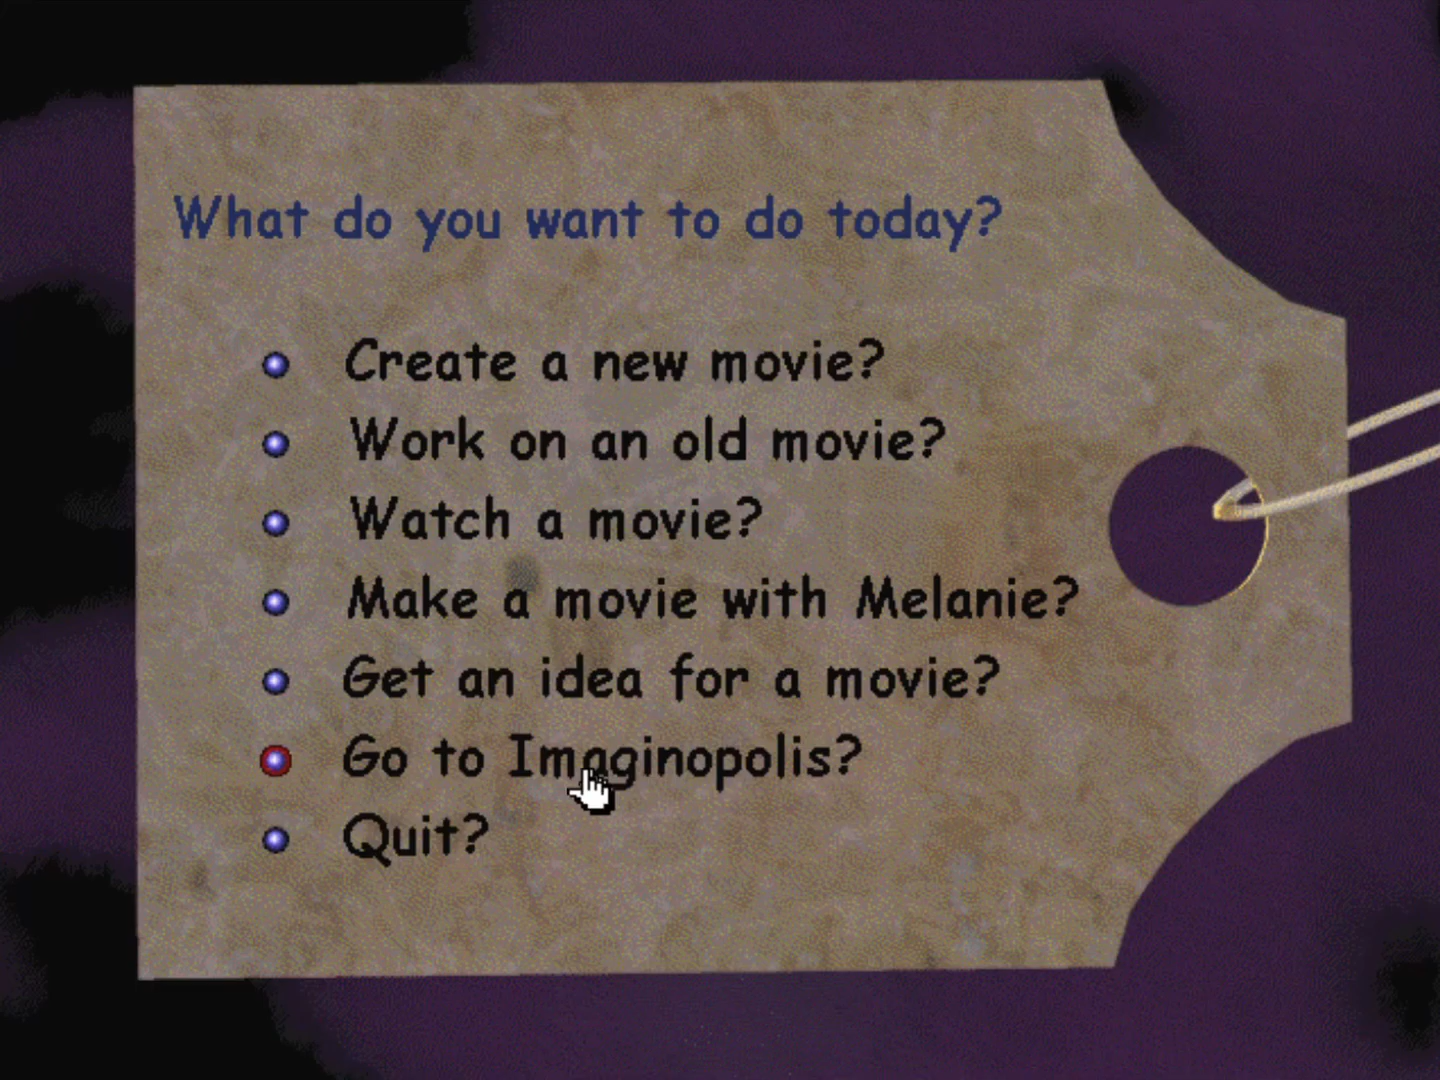 What do you want to do today?
Create a new movie?
Work on an old movie?
Watch a movie?
Make a movie with Melanie?
Get an idea for a movie?
Go to Imaginopolis?
Quit?